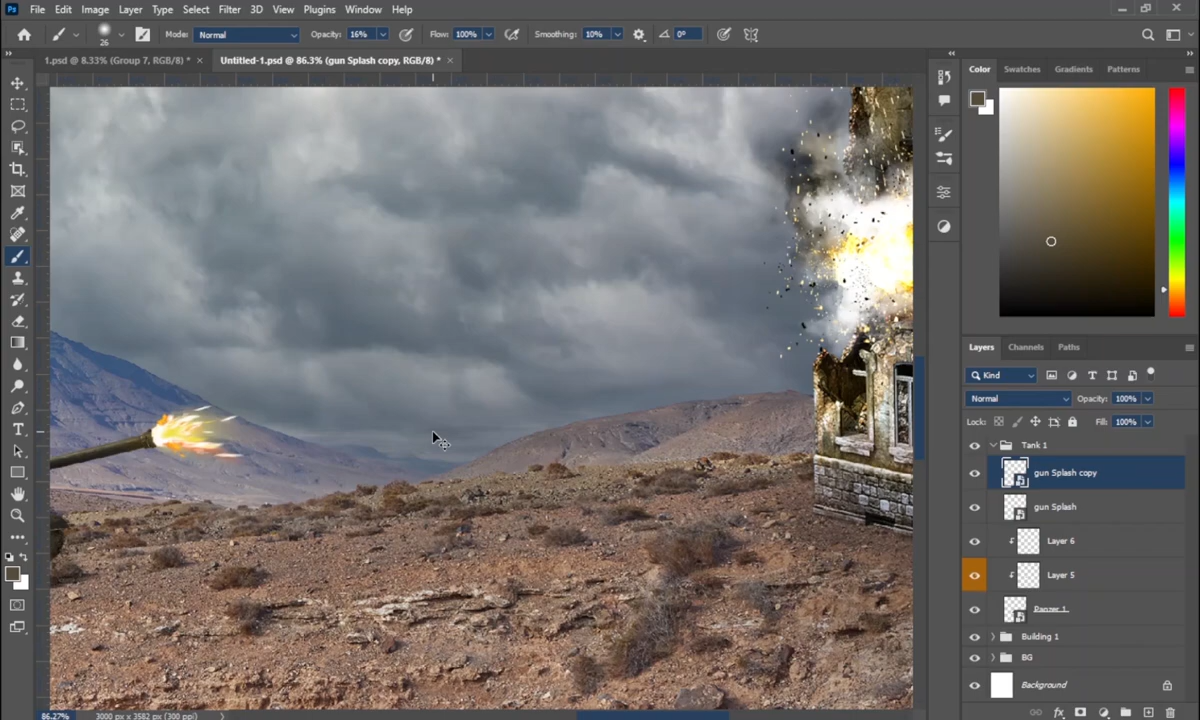 Ps File Edit Image Layer Type Select Filter 3D View Plugins Window Help
26 Mode: Normal Opacity: 16% Flow: 100% Smoothing: 10% 0°
1.psd @ 8.33% (Group 7, RGB/8) * × Untitled-1.psd @ 86.3% (gun Splash copy, RGB/8) * ×
Color Swatches Gradients Patterns
Layers Channels Paths
Kind
Normal Opacity: 100%
Lock: Fill: 100%
Tank 1
gun Splash copy
gun Splash
Layer 6
Layer 5
Panzer 1
Building 1
BG
Background
86.27% 3000 px x 3582 px (300 ppi)